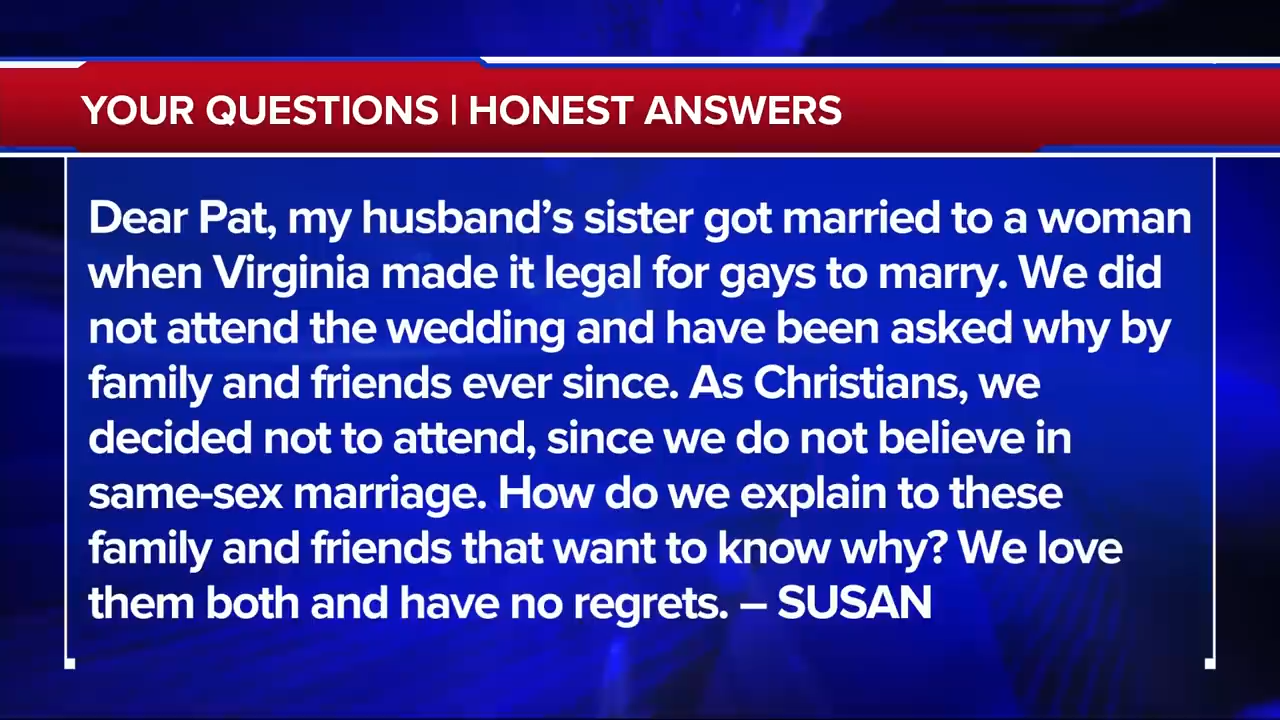 YOUR QUESTIONS | HONEST ANSWERS
Dear Pat, my husband’s sister got married to a woman
when Virginia made it legal for gays to marry. We did
not attend the wedding and have been asked why by
family and friends ever since. As Christians, we
decided not to attend, since we do not believe in
same-sex marriage. How do we explain to these
family and friends that want to know why? We love
them both and have no regrets. – SUSAN